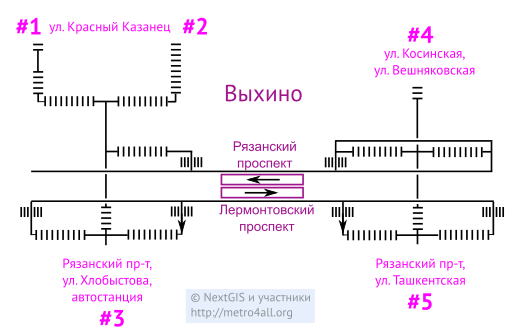 #1 ул. Красный Казанец #2
#4
ул. Косинская,
ул. Вешняковская
Выхино
Рязанский
проспект
Лермонтовский
проспект
Рязанский пр-т,
ул. Хлобыстова,
автостанция
#3
Рязанский пр-т,
ул. Ташкентская
#5
© NextGIS и участники
http://metro4all.org